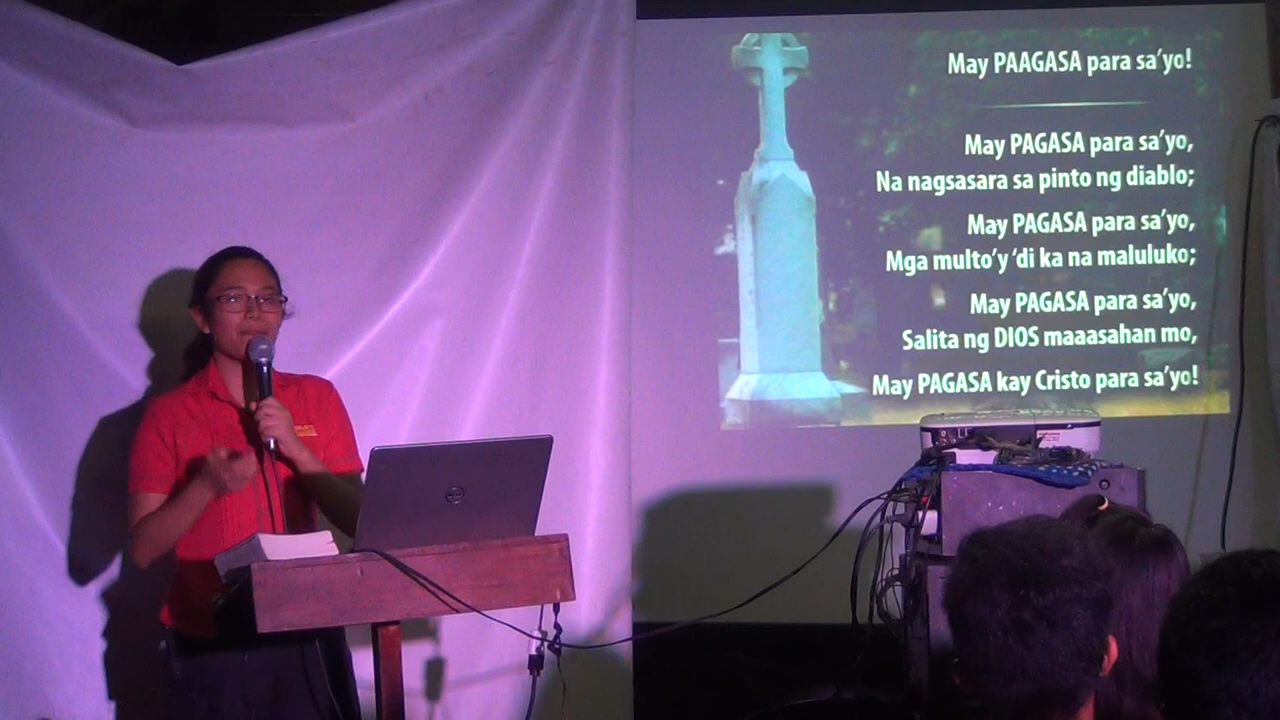 May PAAGASA para sa’yo!
May PAGASA para sa’yo,
Na nagsasara sa pinto ng diablo;
May PAGASA para sa’yo,
Mga multo’y ‘di ka na maluluko;
May PAGASA para sa’yo,
Salita ng DIOS maaasahan mo,
May PAGASA kay Cristo para sa’yo!
DELL